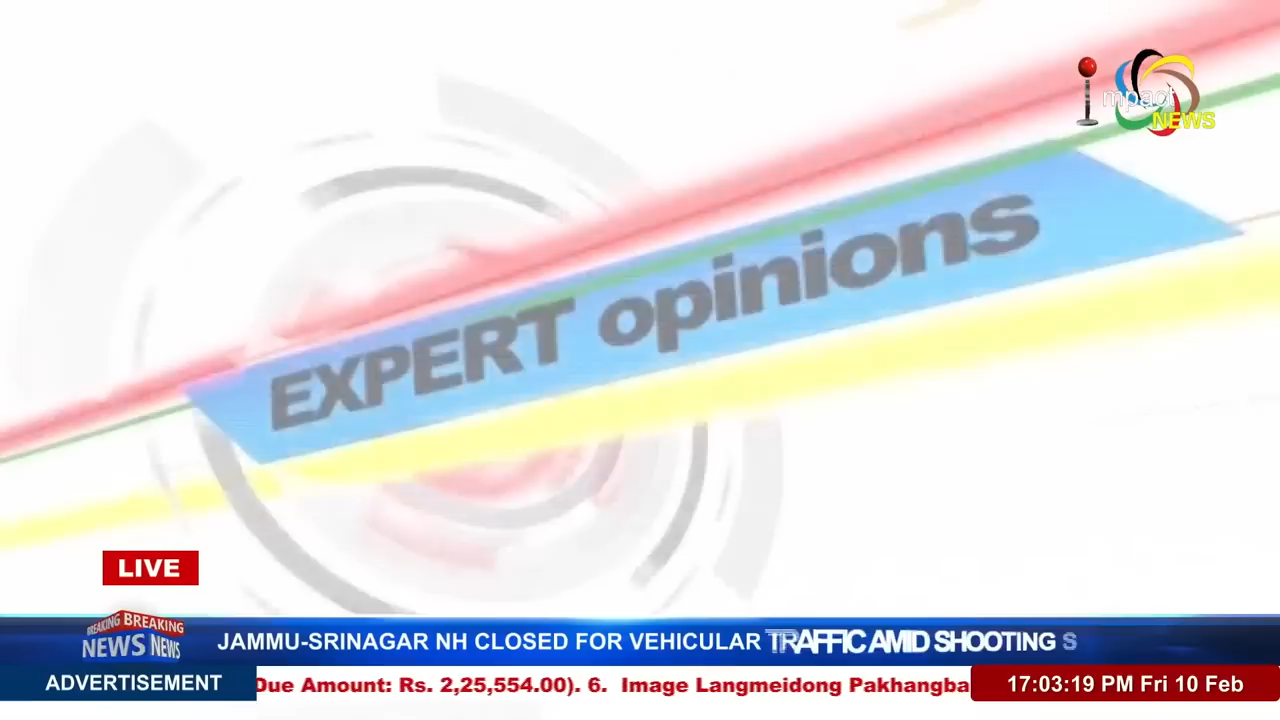 impact
NEWS
EXPERT opinions
LIVE
BREAKING BREAKING
NEWS NEWS
JAMMU-SRINAGAR NH CLOSED FOR VEHICULAR TRAFFIC AMID SHOOTING S
ADVERTISEMENT
Due Amount: Rs. 2,25,554.00). 6. Image Langmeidong Pakhangba
17:03:19 PM Fri 10 Feb